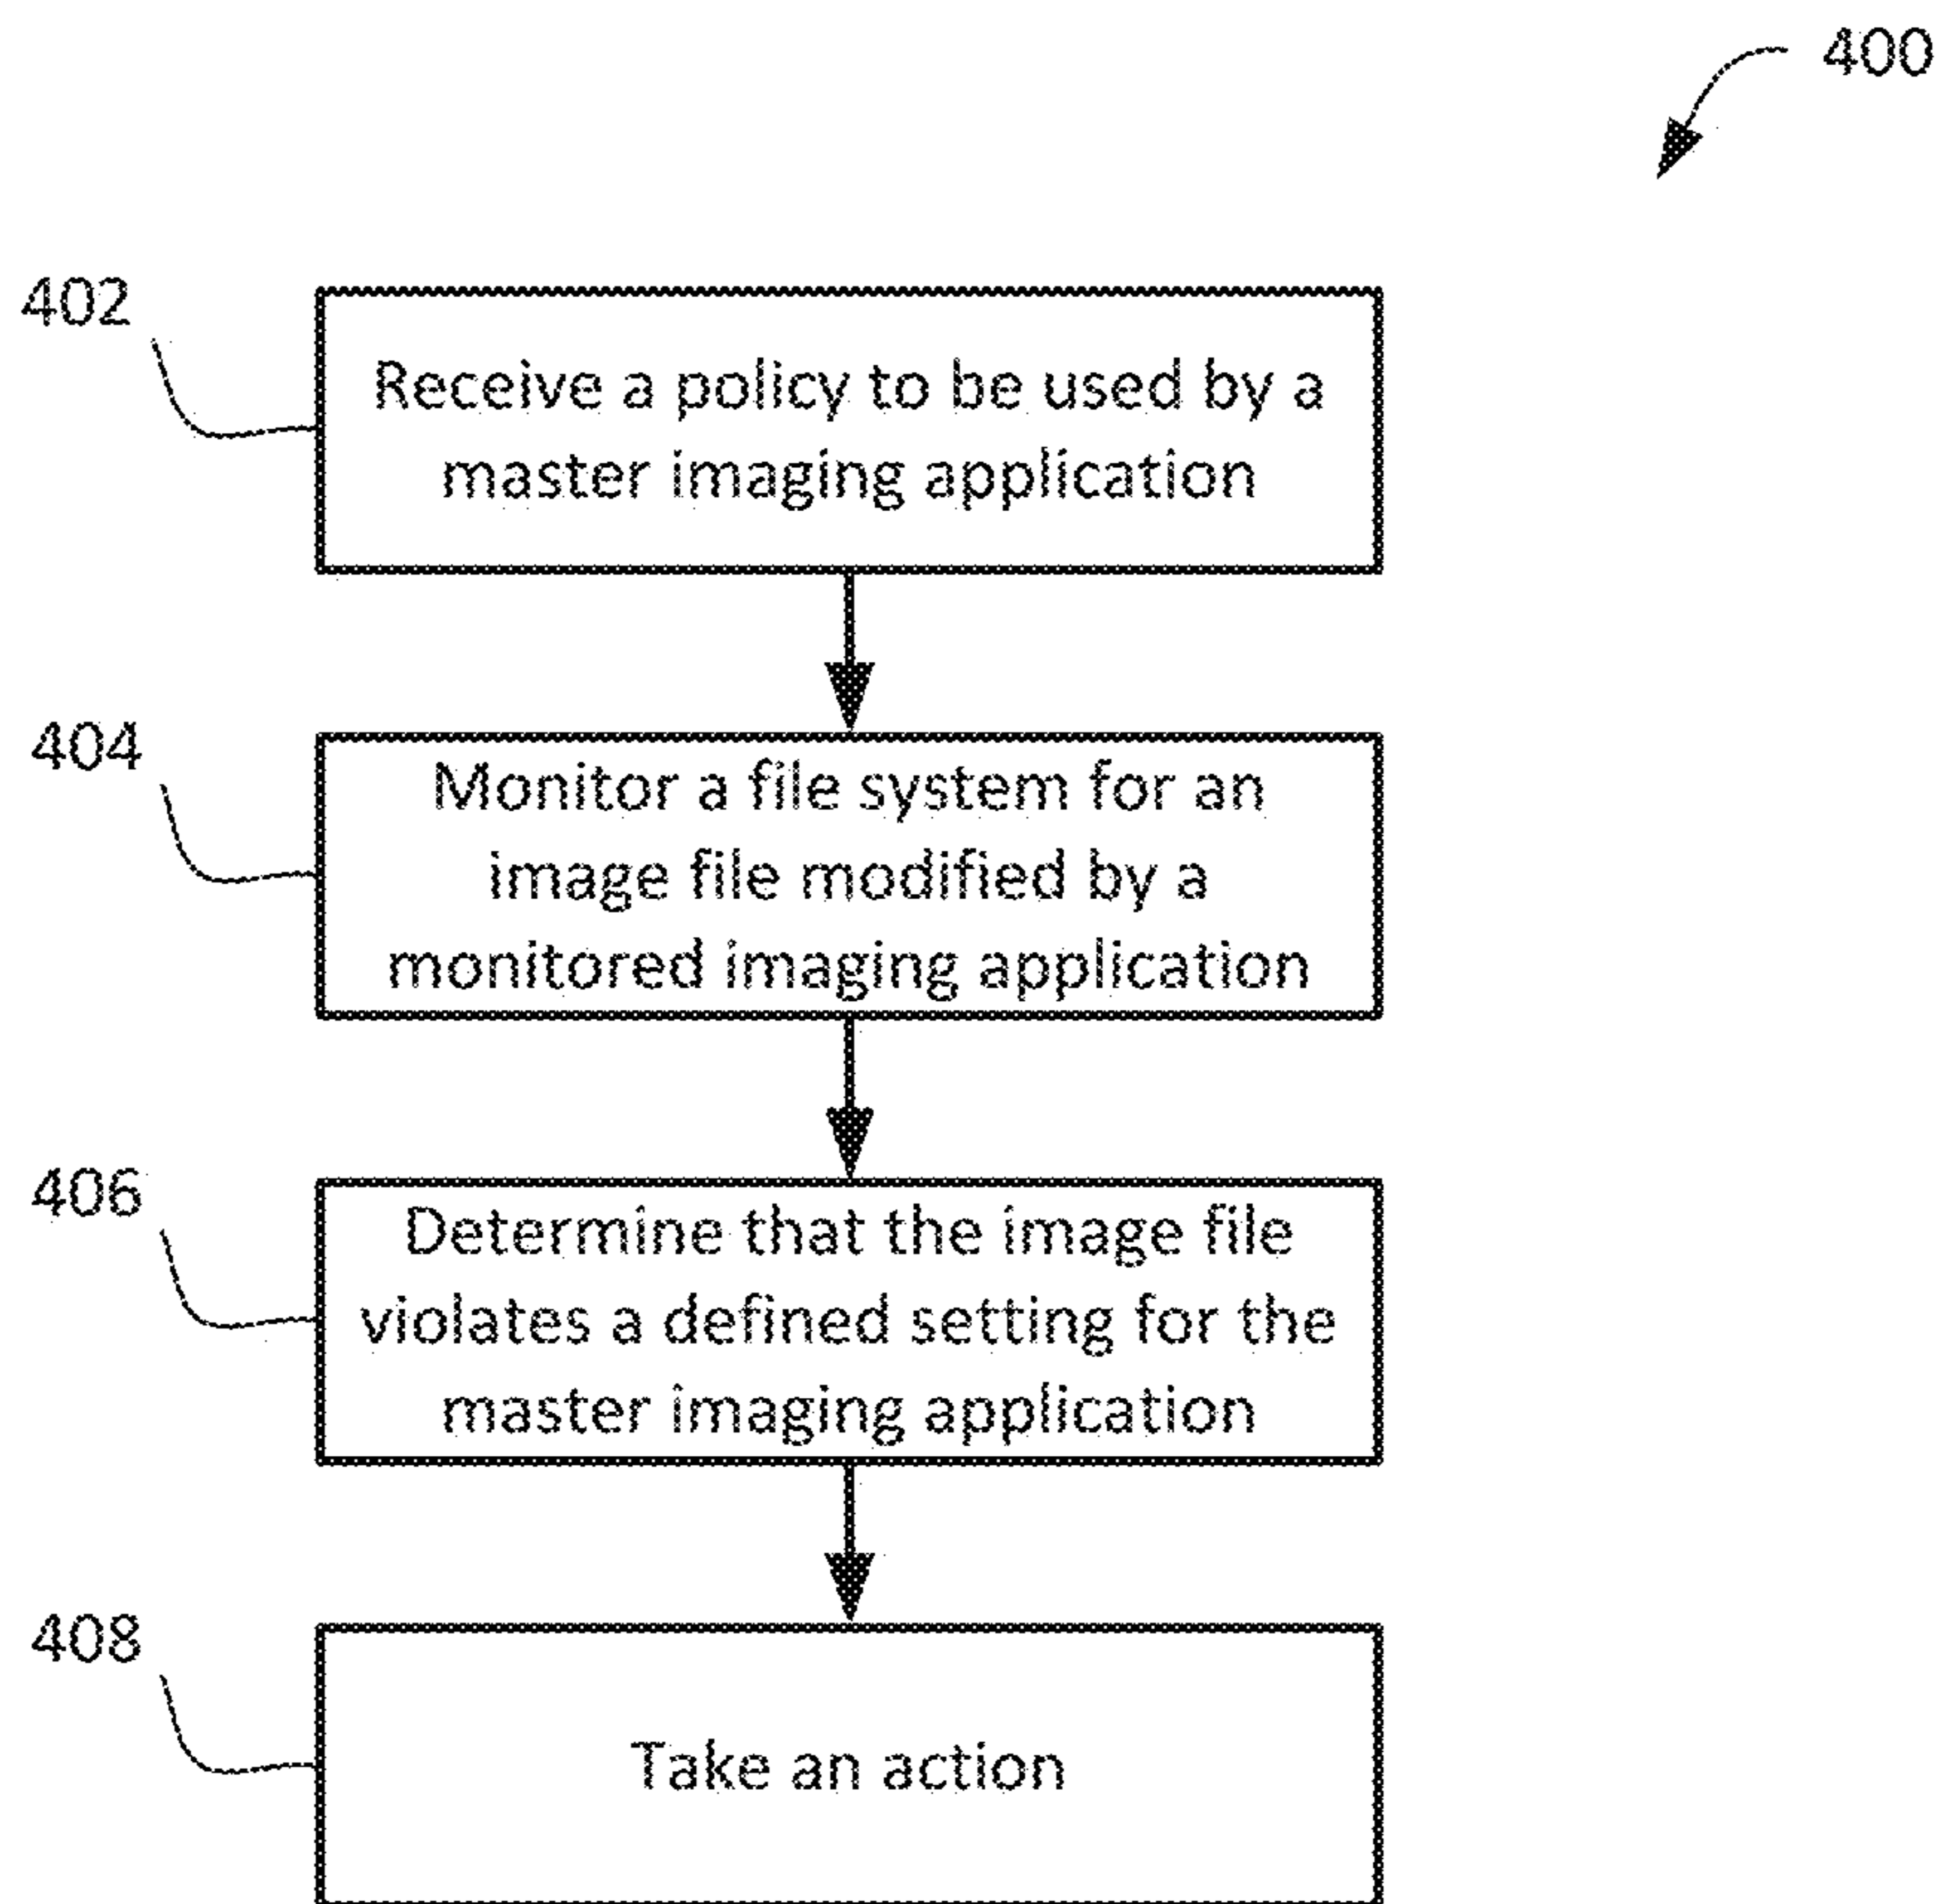 400
402
Receive a policy to be used by a
master imaging application
404
Monitor a file system for an
image file modified by a
monitored imaging application
406
Determine that the image file
violates a defined setting for the
master imaging application
408
Take an action